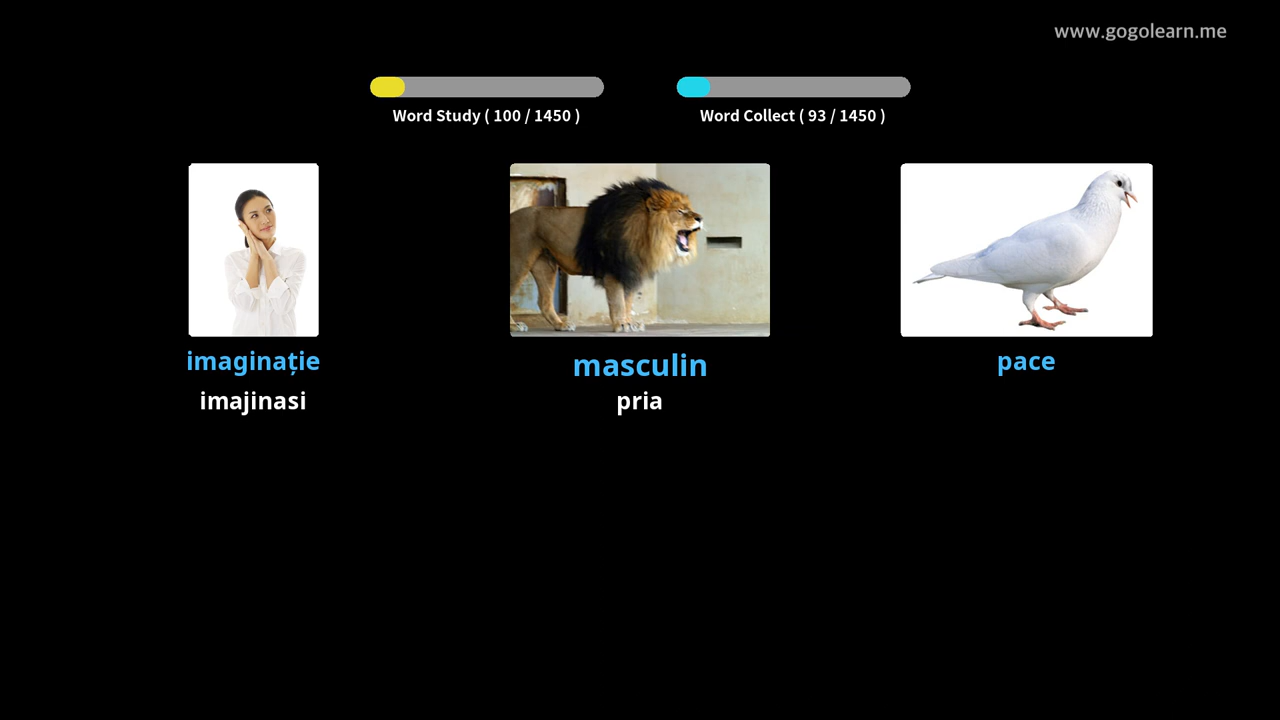 www.gogolearn.me
Word Study ( 100 / 1450 )
Word Collect ( 93 / 1450 )
imaginație
masculin
pace
imajinasi
pria